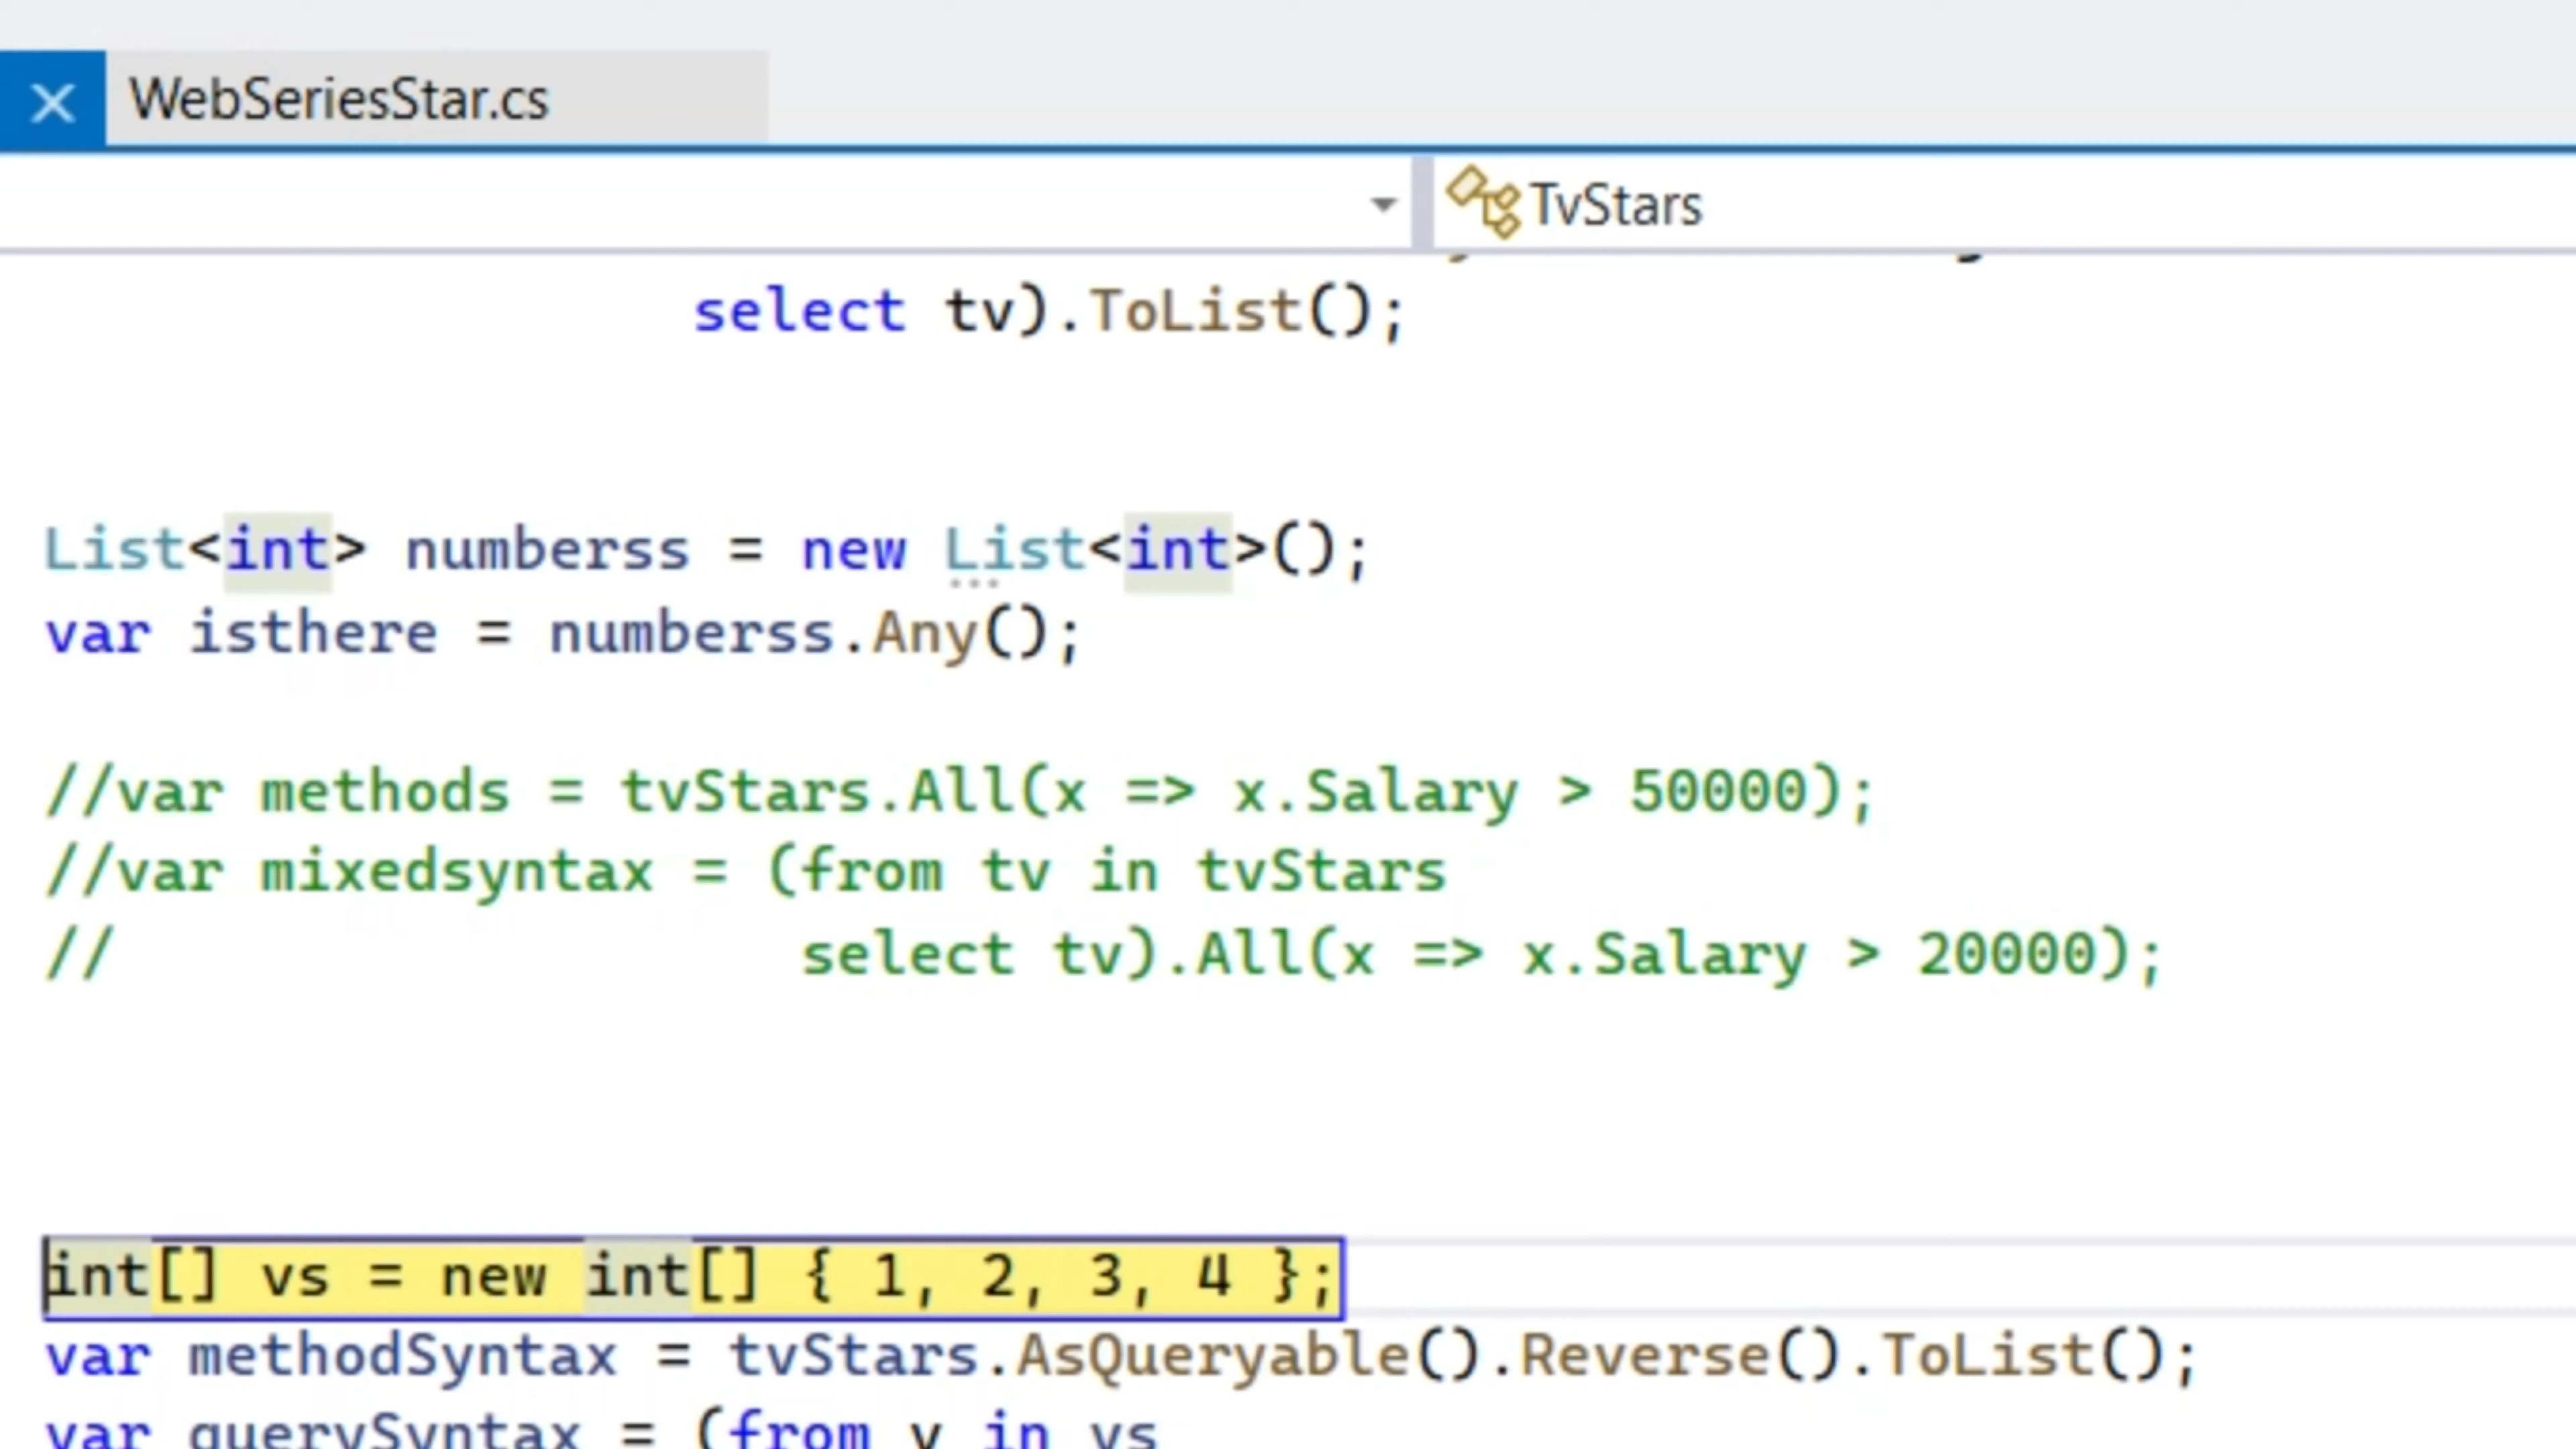 WebSeriesStar.cs
TvStars
select tv).ToList();
List<int> numberss = new List<int>();
var isthere = numberss.Any();
//var methods = tvStars.All(x => x.Salary > 50000);
//var mixedsyntax = (from tv in tvStars
//                     select tv).All(x => x.Salary > 20000);
int[] vs = new int[] { 1, 2, 3, 4 };
var methodSyntax = tvStars.AsQueryable().Reverse().ToList();
var querySyntax = (from v in vs